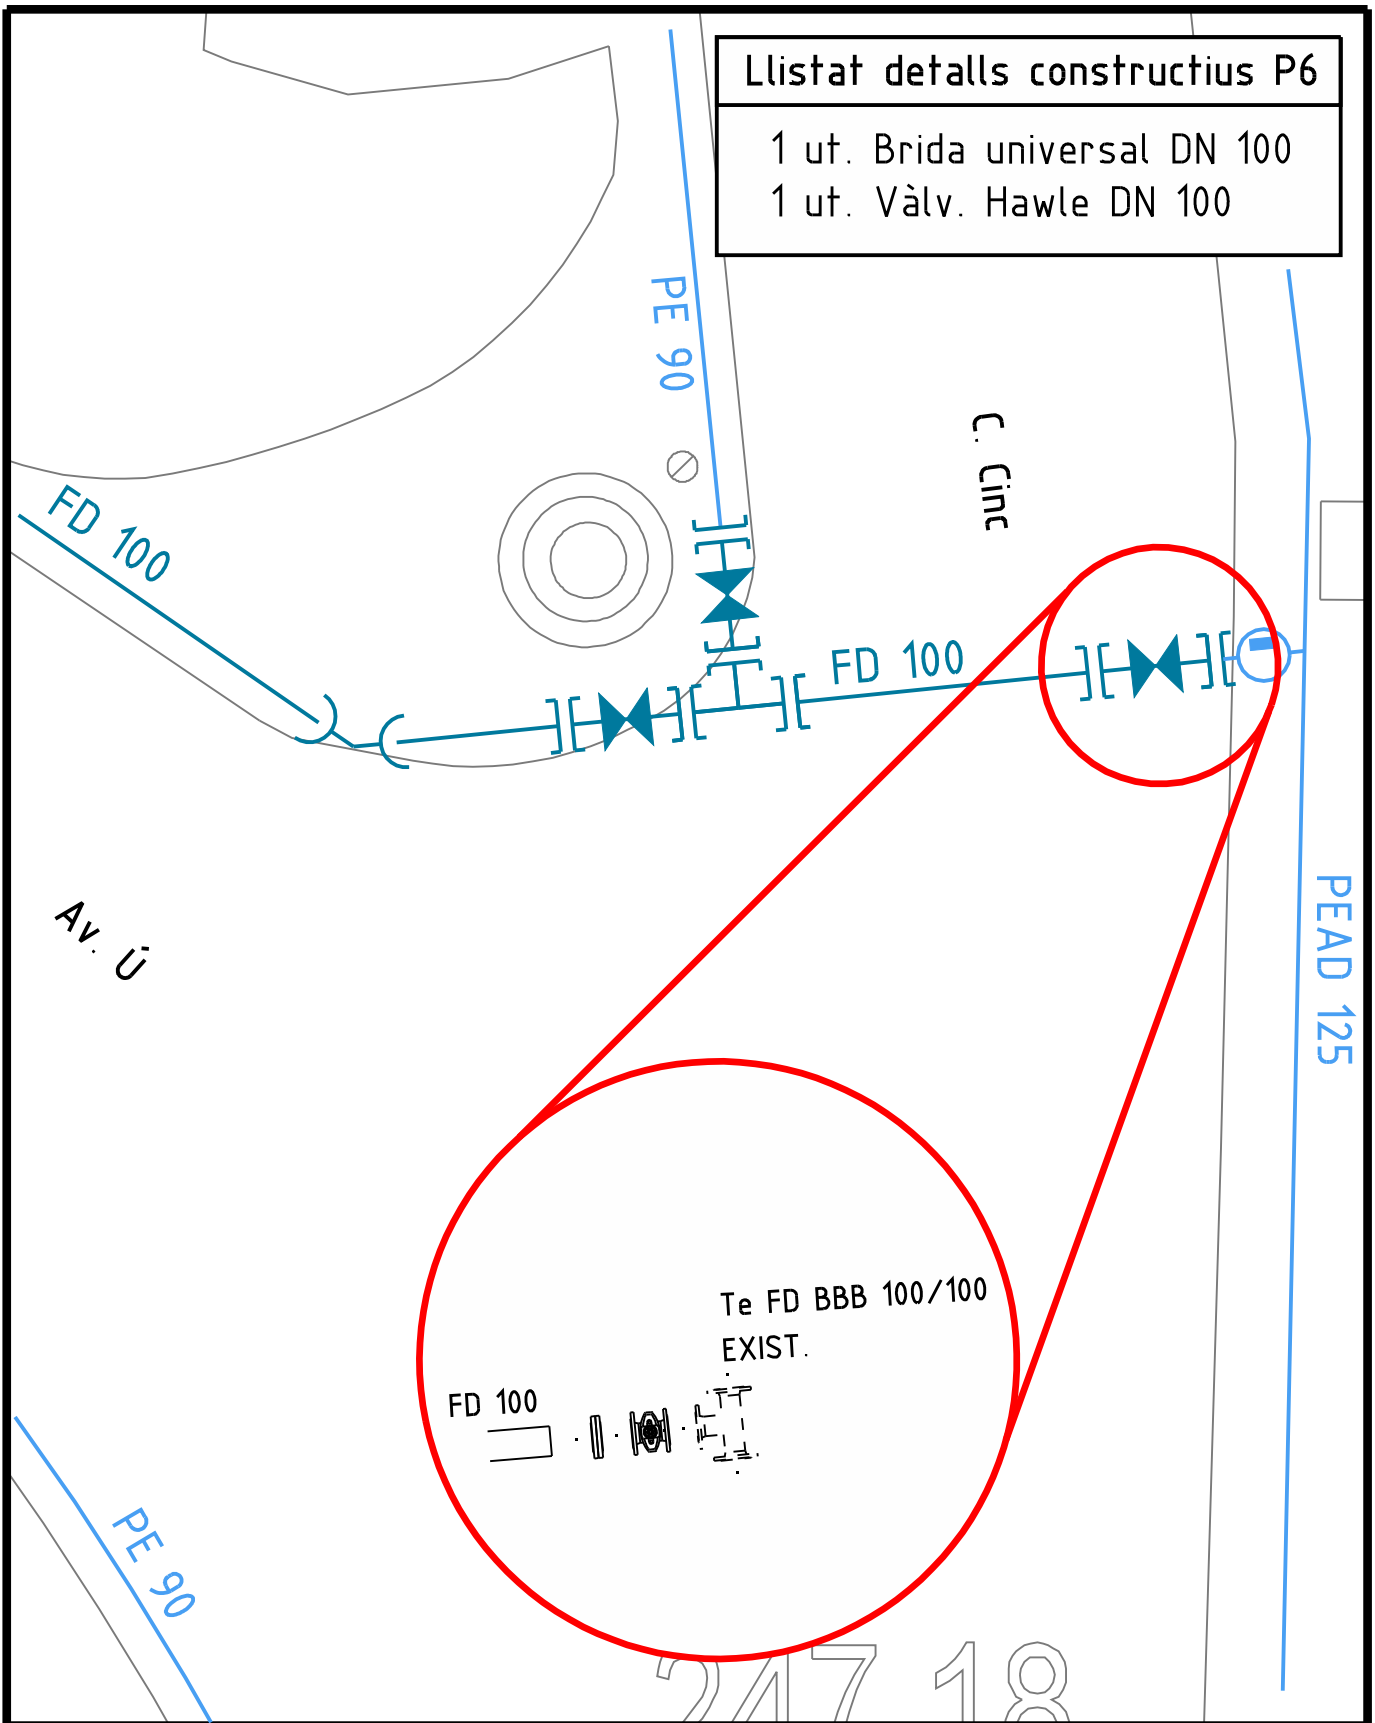 Llistat detalls constructius P6
1 ut. Brida universal DN 100
1 ut. Vàlv. Hawle DN 100
PE 90
C. Cinc
FD 100
FD 100
Av. Ú
PEAD 125
Te FD BBB 100/100
EXIST.
FD 100
PE 90
247.18